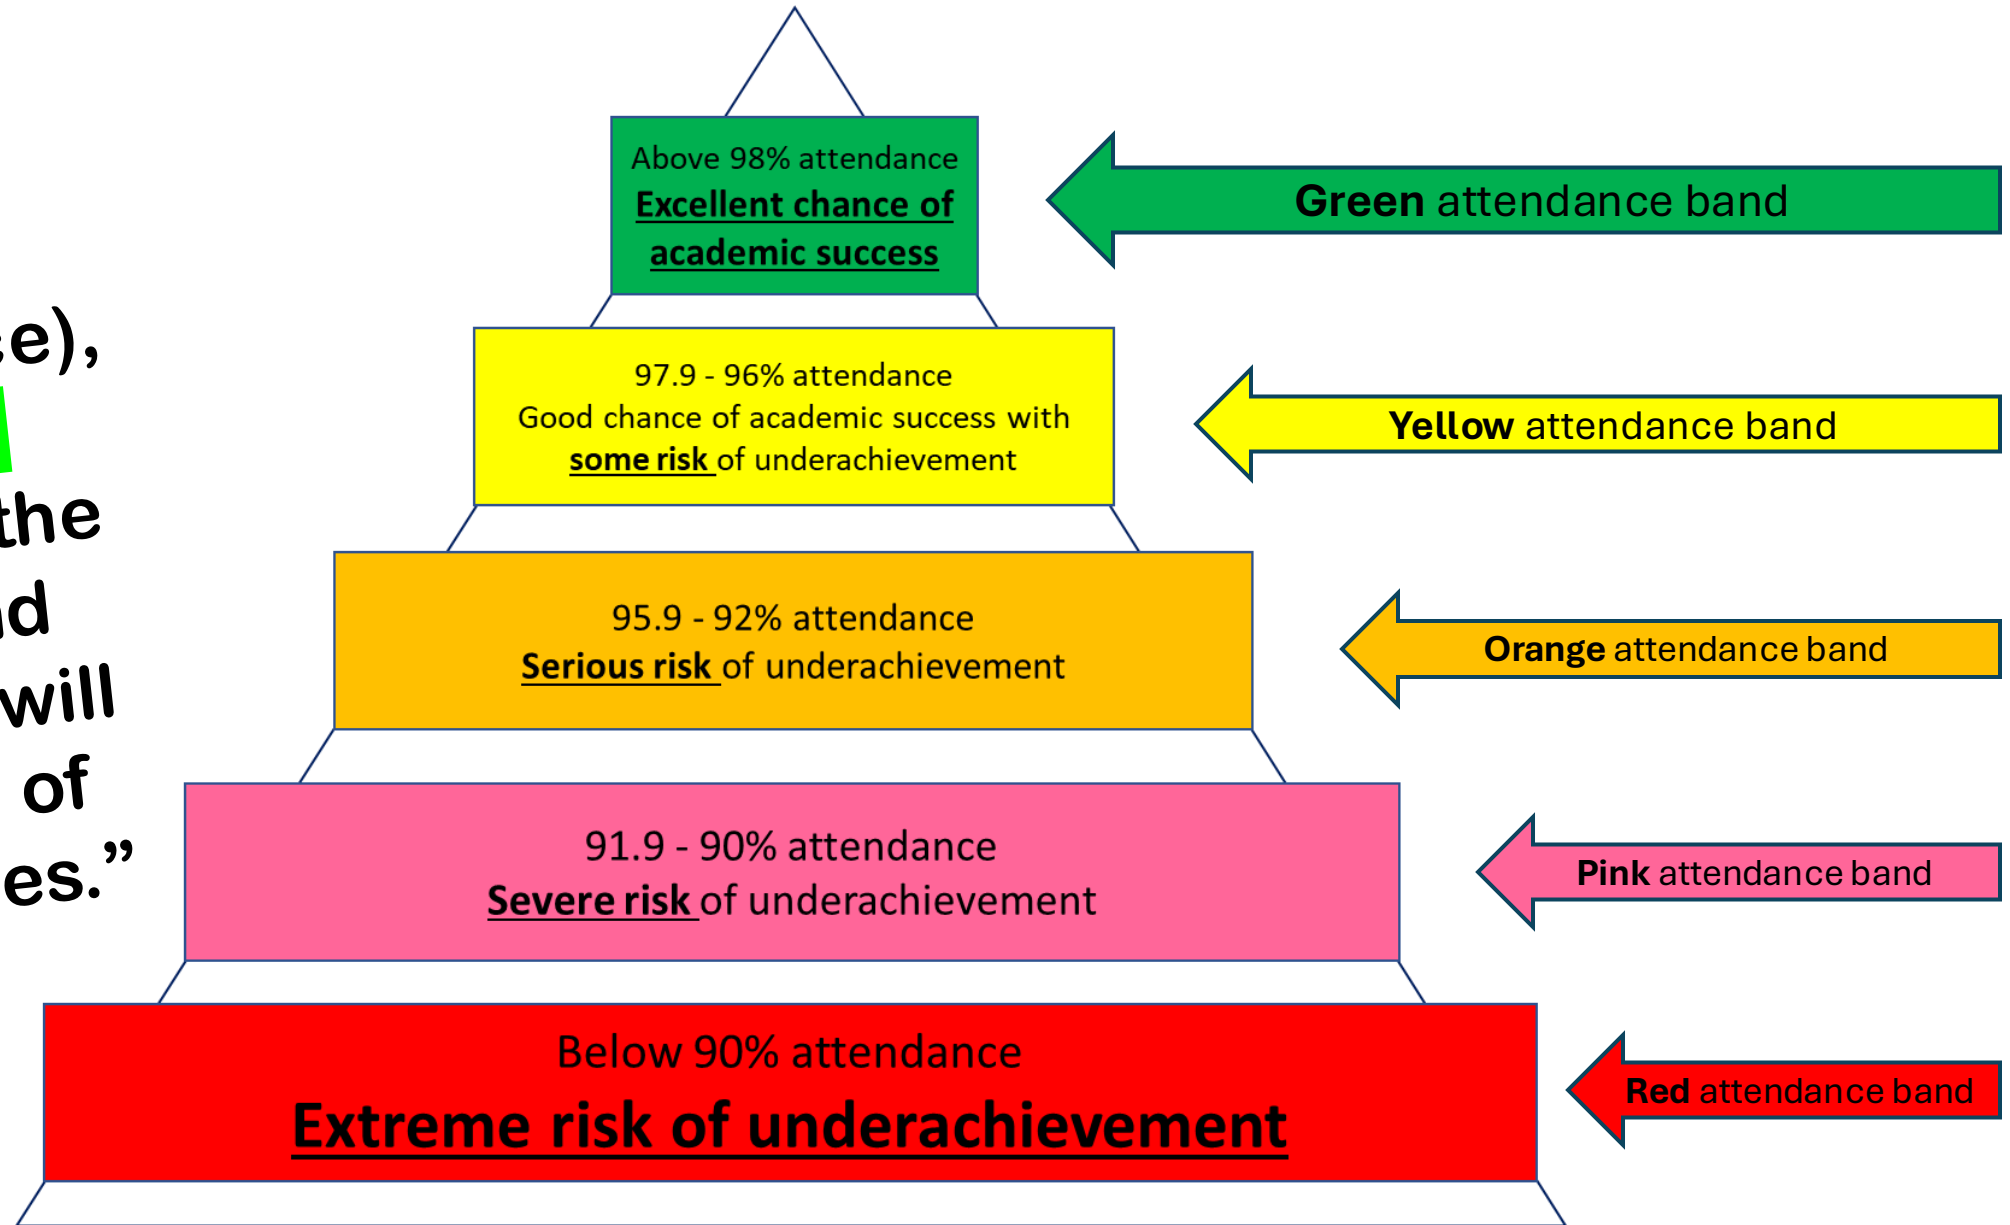 ce),
the
nd
will
of
es.”
Above 98% attendance
Excellent chance of
academic success
Green attendance band
97.9 - 96% attendance
Good chance of academic success with
some risk of underachievement
Yellow attendance band
95.9 - 92% attendance
Serious risk of underachievement
Orange attendance band
91.9 - 90% attendance
Severe risk of underachievement
Pink attendance band
Below 90% attendance
Extreme risk of underachievement
Red attendance band